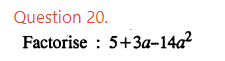 Question 20.
Factorise : 5+3a–14a²